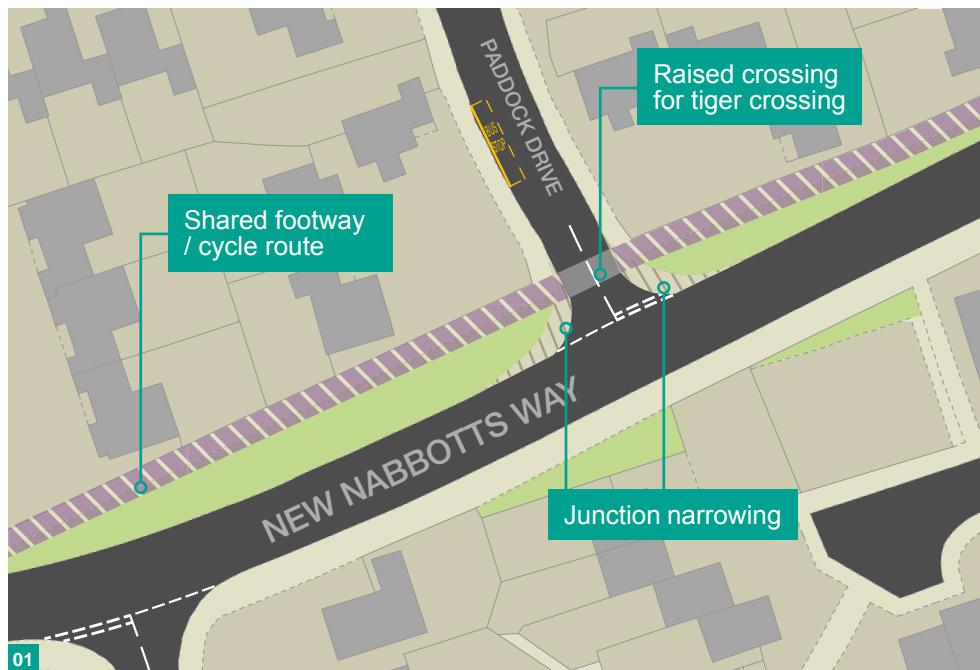 PADDOCK DRIVE
BUS
STOP
Raised crossing
for tiger crossing
Shared footway
/ cycle route
NEW NABBOTTS WAY
Junction narrowing
01